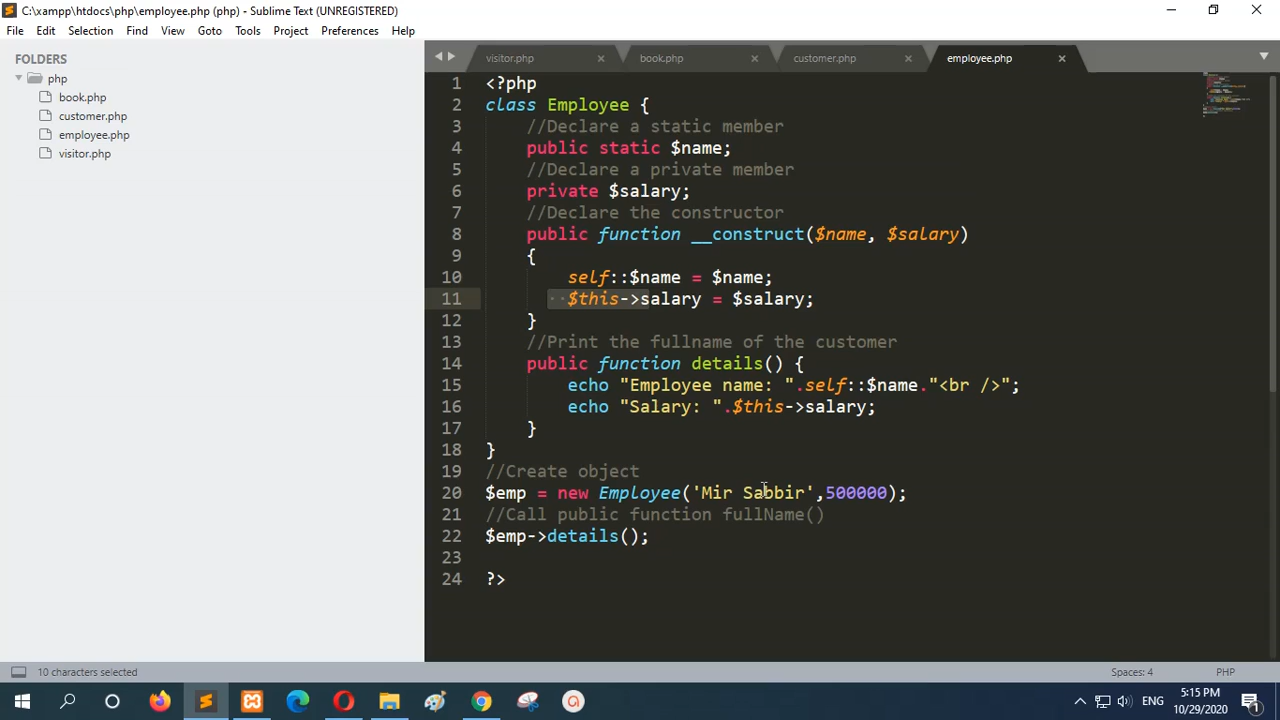 C:\xampp\htdocs\php\employee.php (php) - Sublime Text (UNREGISTERED)
File Edit Selection Find View Goto Tools Project Preferences Help
FOLDERS
php
book.php
customer.php
employee.php
visitor.php
visitor.php book.php customer.php employee.php
1 <?php
2 class Employee {
3 //Declare a static member
4 public static $name;
5 //Declare a private member
6 private $salary;
7 //Declare the constructor
8 public function __construct($name, $salary)
9 {
10 self::$name = $name;
11 $this->salary = $salary;
12 }
13 //Print the fullname of the customer
14 public function details() {
15 echo "Employee name: ".self::$name."<br />";
16 echo "Salary: ".$this->salary;
17 }
18 }
19 //Create object
20 $emp = new Employee('Mir Sabbir',500000);
21 //Call public function fullName()
22 $emp->details();
23
24 ?>
10 characters selected Spaces: 4 PHP
ENG 5:15 PM
10/29/2020
1